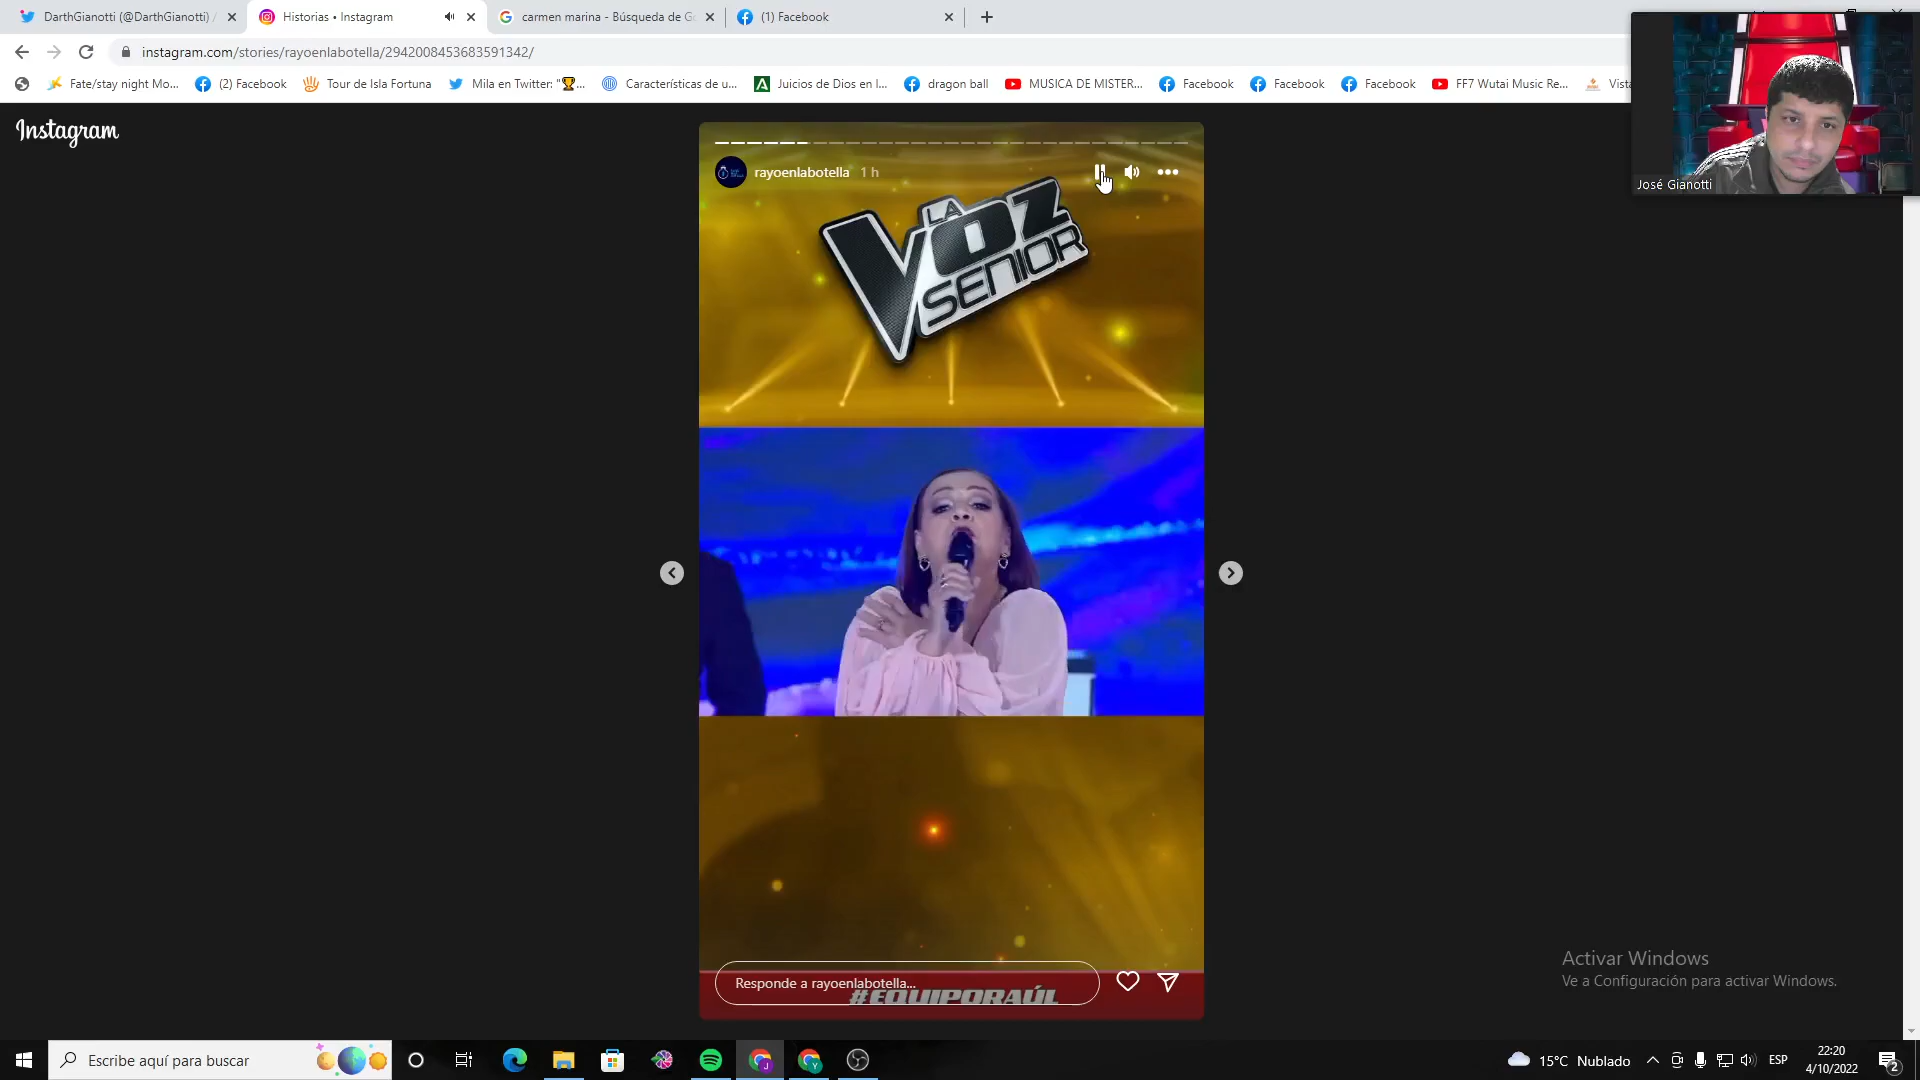 DarthGianotti (@DarthGianotti) /
Historias • Instagram
carmen marina - Búsqueda de Go
(1) Facebook
instagram.com/stories/rayoenlabotella/2942008453683591342/
Fate/stay night Mo...
(2) Facebook
Tour de Isla Fortuna
Mila en Twitter: "🏆...
Características de u...
Juicios de Dios en l...
dragon ball
MUSICA DE MISTER...
Facebook
Facebook
Facebook
FF7 Wutai Music Re...
Vista
José Gianotti
Instagram
rayoenlabotella 1 h
LA
VOZ
SENIOR
Responde a rayoenlabotella...
#EQUIPORAÚL
Activar Windows
Ve a Configuración para activar Windows.
Escribe aquí para buscar
15°C Nublado
ESP
22:20
4/10/2022
2